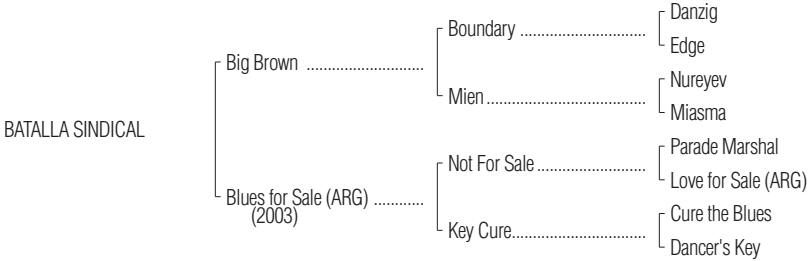 Danzig
Boundary ..............................
Edge
Big Brown ............................
Nureyev
Mien......................................
Miasma
BATALLA SINDICAL
Parade Marshal
Not For Sale..........................
Love for Sale (ARG)
Blues for Sale (ARG) ............
(2003)
Cure the Blues
Key Cure................................
Dancer's Key